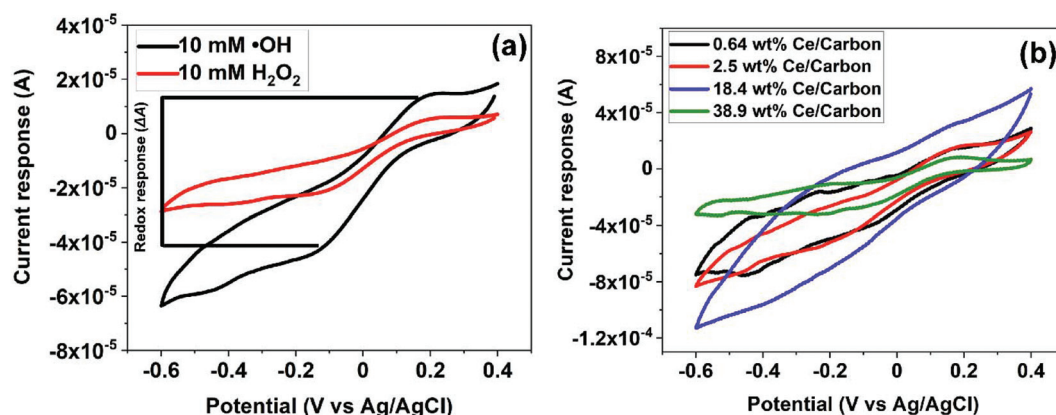 (a)
10 mM •OH
10 mM H₂O₂
Redox response (ΔA)
Current response (A)
4x10⁻⁵
2x10⁻⁵
0
-2x10⁻⁵
-4x10⁻⁵
-6x10⁻⁵
-8x10⁻⁵
-0.6 -0.4 -0.2 0.0 0.2 0.4
Potential (V vs Ag/AgCl)
(b)
0.64 wt% Ce/Carbon
2.5 wt% Ce/Carbon
18.4 wt% Ce/Carbon
38.9 wt% Ce/Carbon
Current response (A)
8x10⁻⁵
4x10⁻⁵
0
-4x10⁻⁵
-8x10⁻⁵
-1.2x10⁻⁴
-0.6 -0.4 -0.2 0.0 0.2 0.4
Potential (V vs Ag/AgCl)